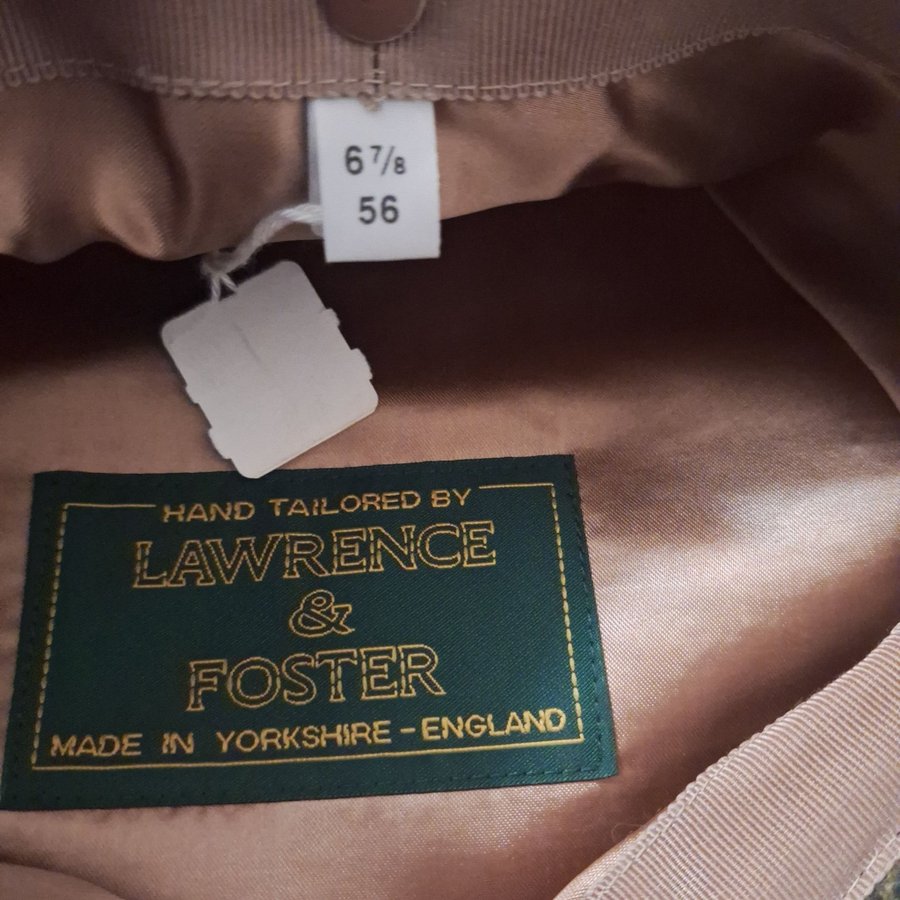 6 7/8
56
HAND TAILORED BY
LAWRENCE
&
FOSTER
MADE IN YORKSHIRE - ENGLAND